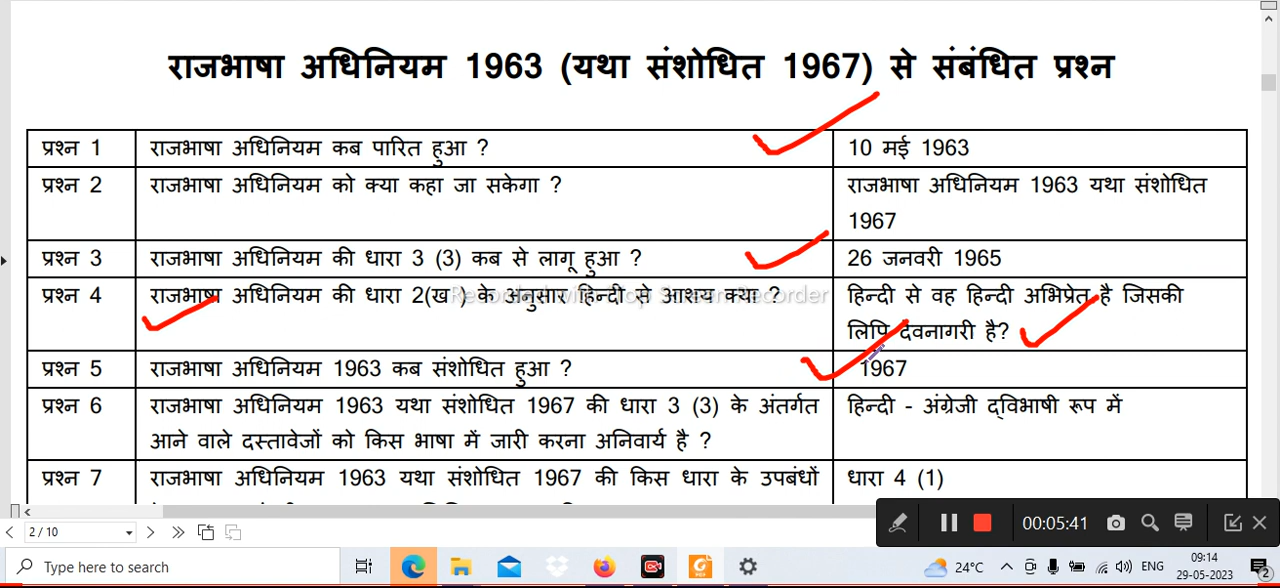 राजभाषा अधिनियम 1963 (यथा संशोधित 1967) से संबंधित प्रश्न
प्रश्न 1 राजभाषा अधिनियम कब पारित हुआ ? 10 मई 1963
प्रश्न 2 राजभाषा अधिनियम को क्या कहा जा सकेगा ? राजभाषा अधिनियम 1963 यथा संशोधित
1967
प्रश्न 3 राजभाषा अधिनियम की धारा 3 (3) कब से लागू हुआ ? 26 जनवरी 1965
प्रश्न 4 राजभाषा अधिनियम की धारा 2(ख ) के अनुसार हिन्दी से आशय क्या ? हिन्दी से वह हिन्दी अभिप्रेत है जिसकी
लिपि देवनागरी है?
प्रश्न 5 राजभाषा अधिनियम 1963 कब संशोधित हुआ ? 1967
प्रश्न 6 राजभाषा अधिनियम 1963 यथा संशोधित 1967 की धारा 3 (3) के अंतर्गत हिन्दी - अंग्रेजी द्विभाषी रूप में
आने वाले दस्तावेजों को किस भाषा में जारी करना अनिवार्य है ?
प्रश्न 7 राजभाषा अधिनियम 1963 यथा संशोधित 1967 की किस धारा के उपबंधों धारा 4 (1)
00:05:41
2 / 10
Type here to search
24°C ENG 09:14
29-05-2023 2